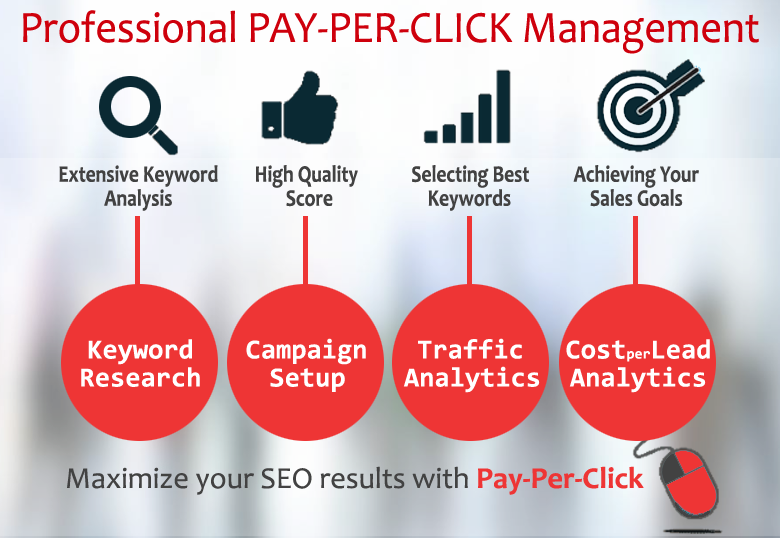 Professional PAY-PER-CLICK Management
Extensive Keyword
Analysis
High Quality
Score
Selecting Best
Keywords
Achieving Your
Sales Goals
Keyword
Research
Campaign
Setup
Traffic
Analytics
CostperLead
Analytics
Maximize your SEO results with Pay-Per-Click